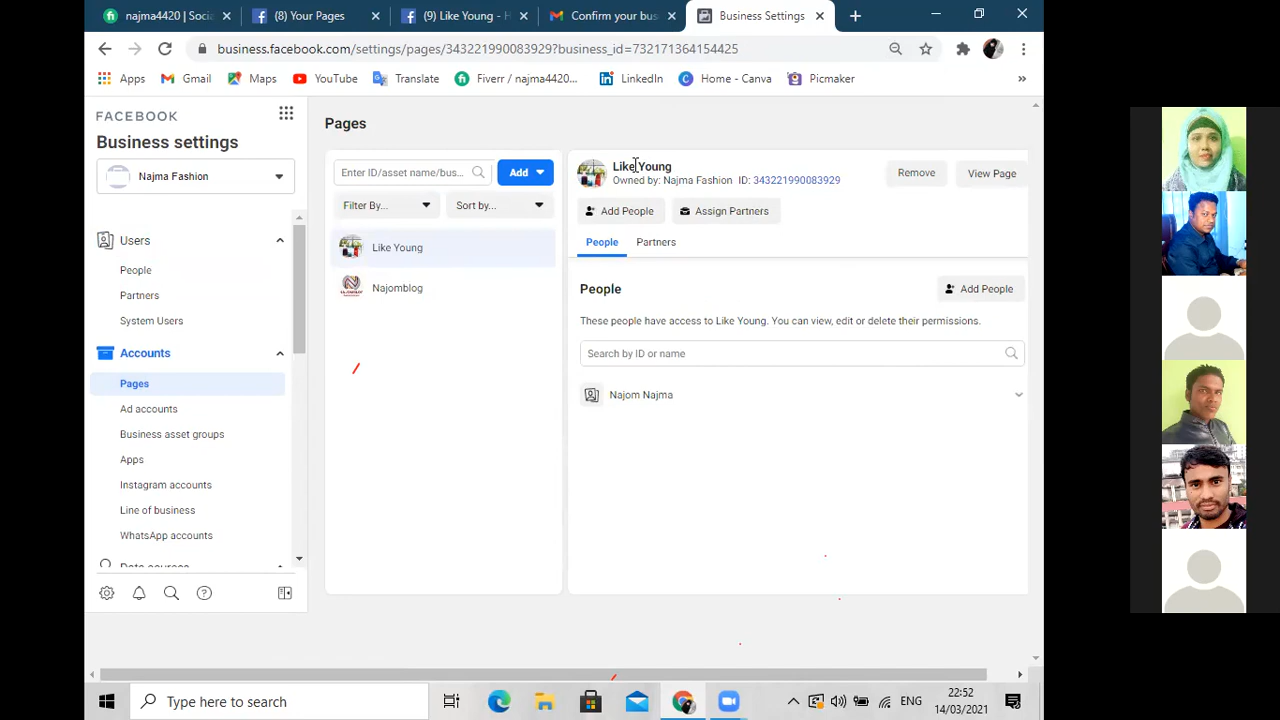 najma4420 | Soci
(8) Your Pages
(9) Like Young - H
Confirm your bus
Business Settings
business.facebook.com/settings/pages/343221990083929?business_id=732171364154425
Apps
Gmail
Maps
YouTube
Translate
Fiverr / najma4420...
LinkedIn
Home - Canva
Picmaker
»
FACEBOOK
Business settings
Najma Fashion
Users
People
Partners
System Users
Accounts
Pages
Ad accounts
Business asset groups
Apps
Instagram accounts
Line of business
WhatsApp accounts
Pages
Enter ID/asset name/bus...
Add
Filter By...
Sort by...
Like Young
Najomblog
Like Young
Owned by: Najma Fashion ID: 343221990083929
Remove
View Page
Add People
Assign Partners
People
Partners
People
Add People
These people have access to Like Young. You can view, edit or delete their permissions.
Search by ID or name
Najom Najma
Type here to search
ENG
22:52
14/03/2021